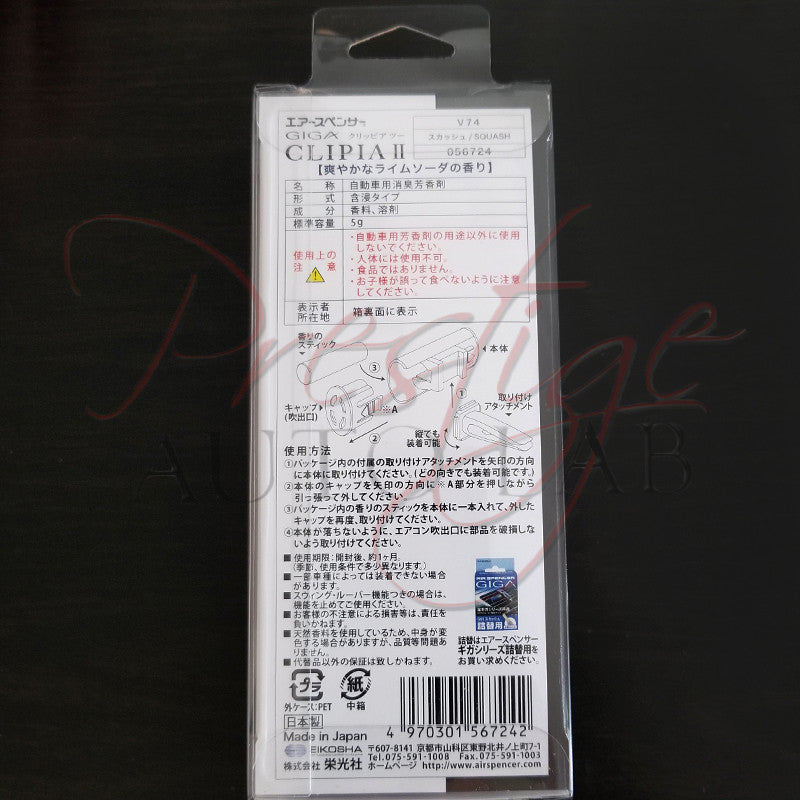 エアースペンサー
GIGA クリッピア ツー
CLIPIA II
V74
スカッシュ/SQUASH
056724
【爽やかなライムソーダの香り】
名 称 自動車用消臭芳香剤
形 式 含浸タイプ
成 分 香料、溶剤
標準容量 5g
使用上の注 意
・自動車用芳香剤の用途以外に使用
しないでください。
・人体には使用不可。
・食品ではありません。
・お子様が誤って食べないように注意
してください。
表示者
所在地 箱裏面に表示
香りの
スティック
本体
③
キャップ
(吹出口)
※A
①
取り付け
アタッチメント
②
縦でも
装着可能
使用方法
①パッケージ内の付属の取り付けアタッチメントを矢印の方向
に本体に取り付けます。(どの向きでも装着可能です。)
②本体のキャップを矢印の方向に※A部分を押しながら
引っ張って外してください。
③パッケージ内の香りのスティックを本体に一本入れて、外した
キャップを再度、取り付けてください。
④本体が落ちないように、エアコン吹出口に部品を破損しな
いよう取り付けてください。
■使用期限:開封後、約1ヶ月。
(季節、使用条件で多少異なります。)
■一部車種によっては装着できない場合
があります。
■スウィング・ルーバー機能つきの場合は、
機能を止めてご使用ください。
■お客様の不注意による損害等は、責任を
負いかねます。
■天然香料を使用しているため、中身が変
色する場合がありますが、品質等問題あ
りません。
■代替品以外の保証は致しかねます。
AIR SPENCER
GIGA
詰替用
詰替はエアースペンサー
ギガシリーズ詰替用を
お買い求めください。
プラ
外ケース:PET
紙
中箱
日本製
Made in Japan
4 970301 567242
EIKOSHA
株式会社 栄光社
〒607-8141 京都市山科区東野北井ノ上町7-1
Tel.075-591-1008 Fax.075-591-1003
ホームページ http://www.airspencer.com
Prestige
AUTO LAB